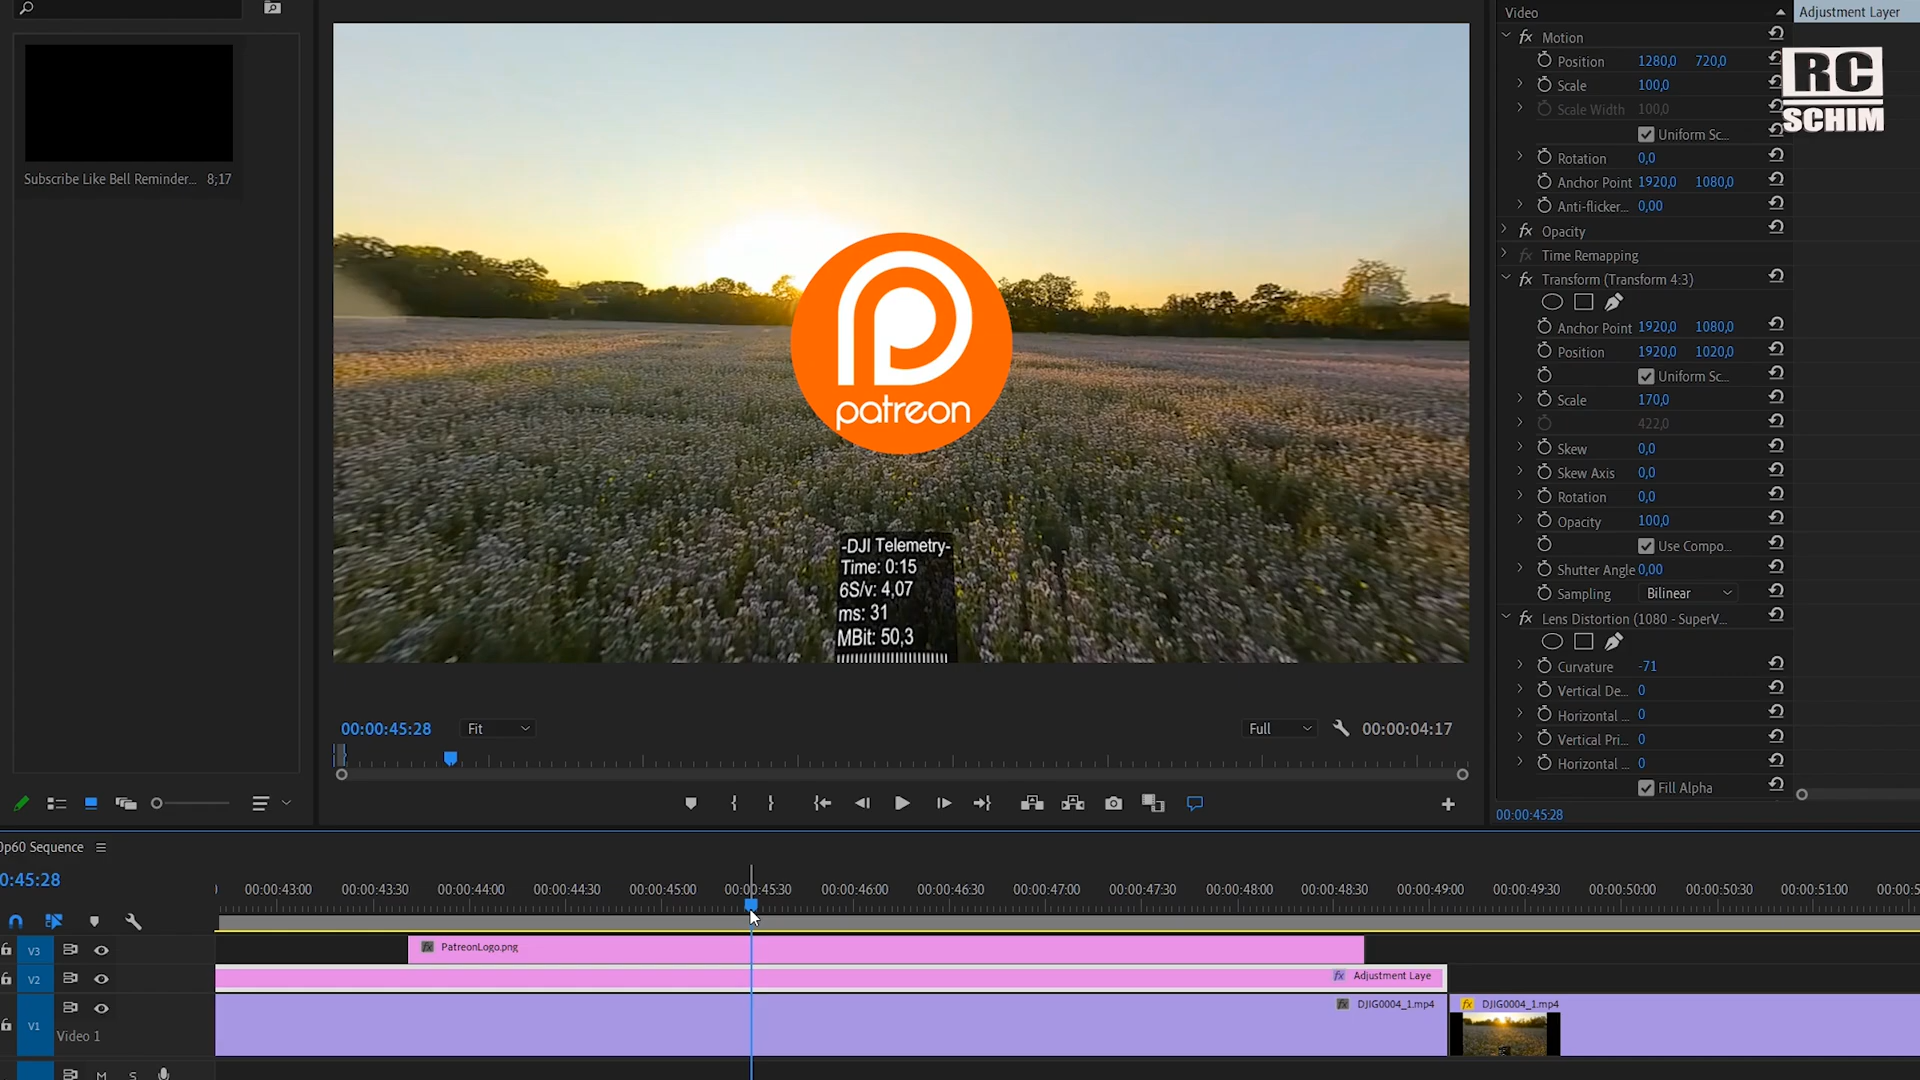 Subscribe Like Bell Reminder... 8;17
patreon
-DJI Telemetry-
Time: 0:15
6S/v: 4,07
ms: 31
MBit: 50,3
00:00:45:28 Fit Full 00:00:04:17
Video Adjustment Layer
RC
SCHIM
fx Motion
Position 1280,0 720,0
Scale 100,0
Scale Width 100,0
Uniform Sc...
Rotation 0,0
Anchor Point 1920,0 1080,0
Anti-flicker... 0,00
fx Opacity
fx Time Remapping
fx Transform (Transform 4:3)
Anchor Point 1920,0 1080,0
Position 1920,0 1020,0
Uniform Sc...
Scale 170,0
422,0
Skew 0,0
Skew Axis 0,0
Rotation 0,0
Opacity 100,0
Use Compo...
Shutter Angle 0,00
Sampling Bilinear
fx Lens Distortion (1080 - SuperV...
Curvature -71
Vertical De... 0
Horizontal ... 0
Vertical Pri... 0
Horizontal ... 0
Fill Alpha
00:00:45:28
0p60 Sequence
0:45:28
00:00:43:00 00:00:43:30 00:00:44:00 00:00:44:30 00:00:45:00 00:00:45:30 00:00:46:00 00:00:46:30 00:00:47:00 00:00:47:30 00:00:48:00 00:00:48:30 00:00:49:00 00:00:49:30 00:00:50:00 00:00:50:30 00:00:51:00 00:00:5
V3 fx PatreonLogo.png
V2 fx Adjustment Laye
fx DJIG0004_1.mp4 fx DJIG0004_1.mp4
V1
Video 1
M S